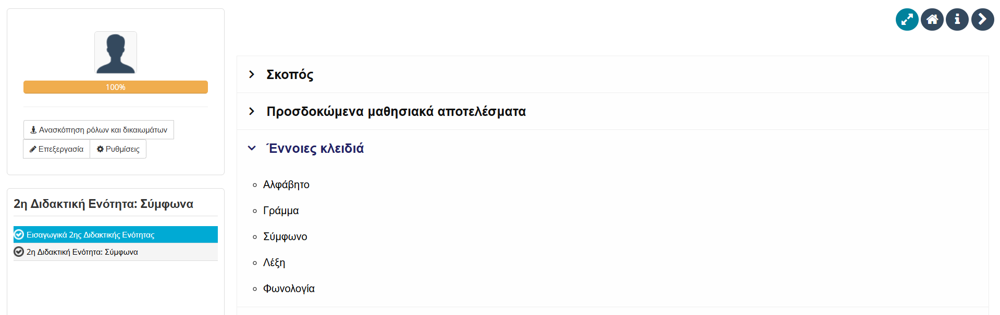 100%
Ανασκόπηση ρόλων και δικαιωμάτων
Επεξεργασία Ρυθμίσεις
2η Διδακτική Ενότητα: Σύμφωνα
Εισαγωγικά 2ης Διδακτικής Ενότητας
2η Διδακτική Ενότητα: Σύμφωνα
Σκοπός
Προσδοκώμενα μαθησιακά αποτελέσματα
Έννοιες κλειδιά
Αλφάβητο
Γράμμα
Σύμφωνο
Λέξη
Φωνολογία